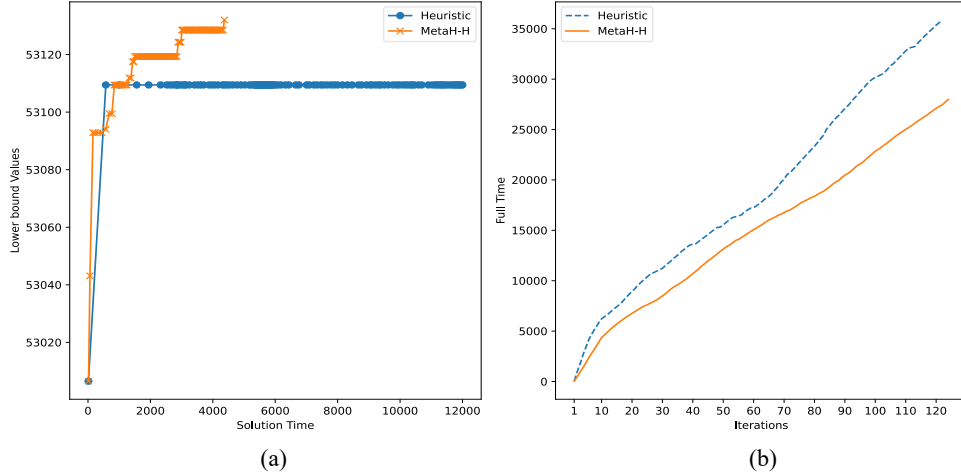 Heuristic
MetaH-H
53120
53100
53080
53060
53040
53020
Lower bound Values
0 2000 4000 6000 8000 10000 12000
Solution Time
(a)
Heuristic
MetaH-H
35000
30000
25000
20000
15000
10000
5000
0
Full Time
1 10 20 30 40 50 60 70 80 90 100 110 120
Iterations
(b)